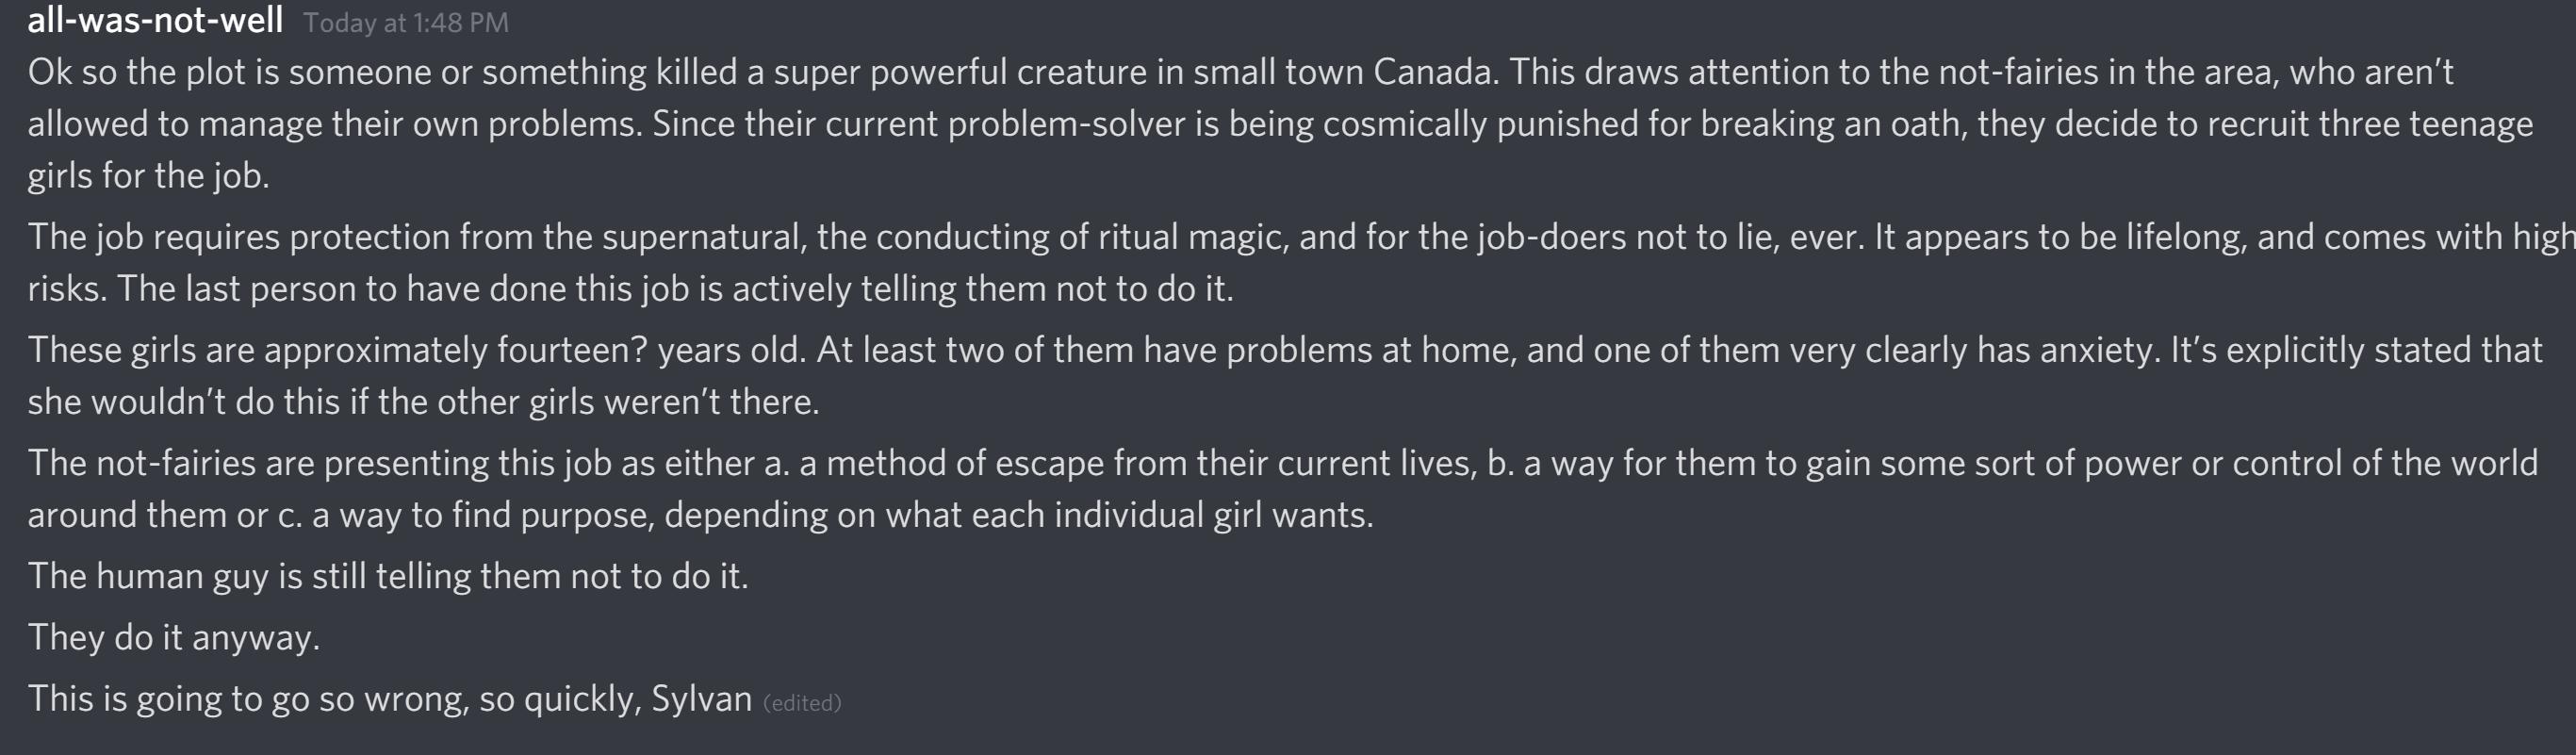 all-was-not-well Today at 1:48 PM
Ok so the plot is someone or something killed a super powerful creature in small town Canada. This draws attention to the not-fairies in the area, who aren’t
allowed to manage their own problems. Since their current problem-solver is being cosmically punished for breaking an oath, they decide to recruit three teenage
girls for the job.
The job requires protection from the supernatural, the conducting of ritual magic, and for the job-doers not to lie, ever. It appears to be lifelong, and comes with high
risks. The last person to have done this job is actively telling them not to do it.
These girls are approximately fourteen? years old. At least two of them have problems at home, and one of them very clearly has anxiety. It’s explicitly stated that
she wouldn’t do this if the other girls weren’t there.
The not-fairies are presenting this job as either a. a method of escape from their current lives, b. a way for them to gain some sort of power or control of the world
around them or c. a way to find purpose, depending on what each individual girl wants.
The human guy is still telling them not to do it.
They do it anyway.
This is going to go so wrong, so quickly, Sylvan (edited)